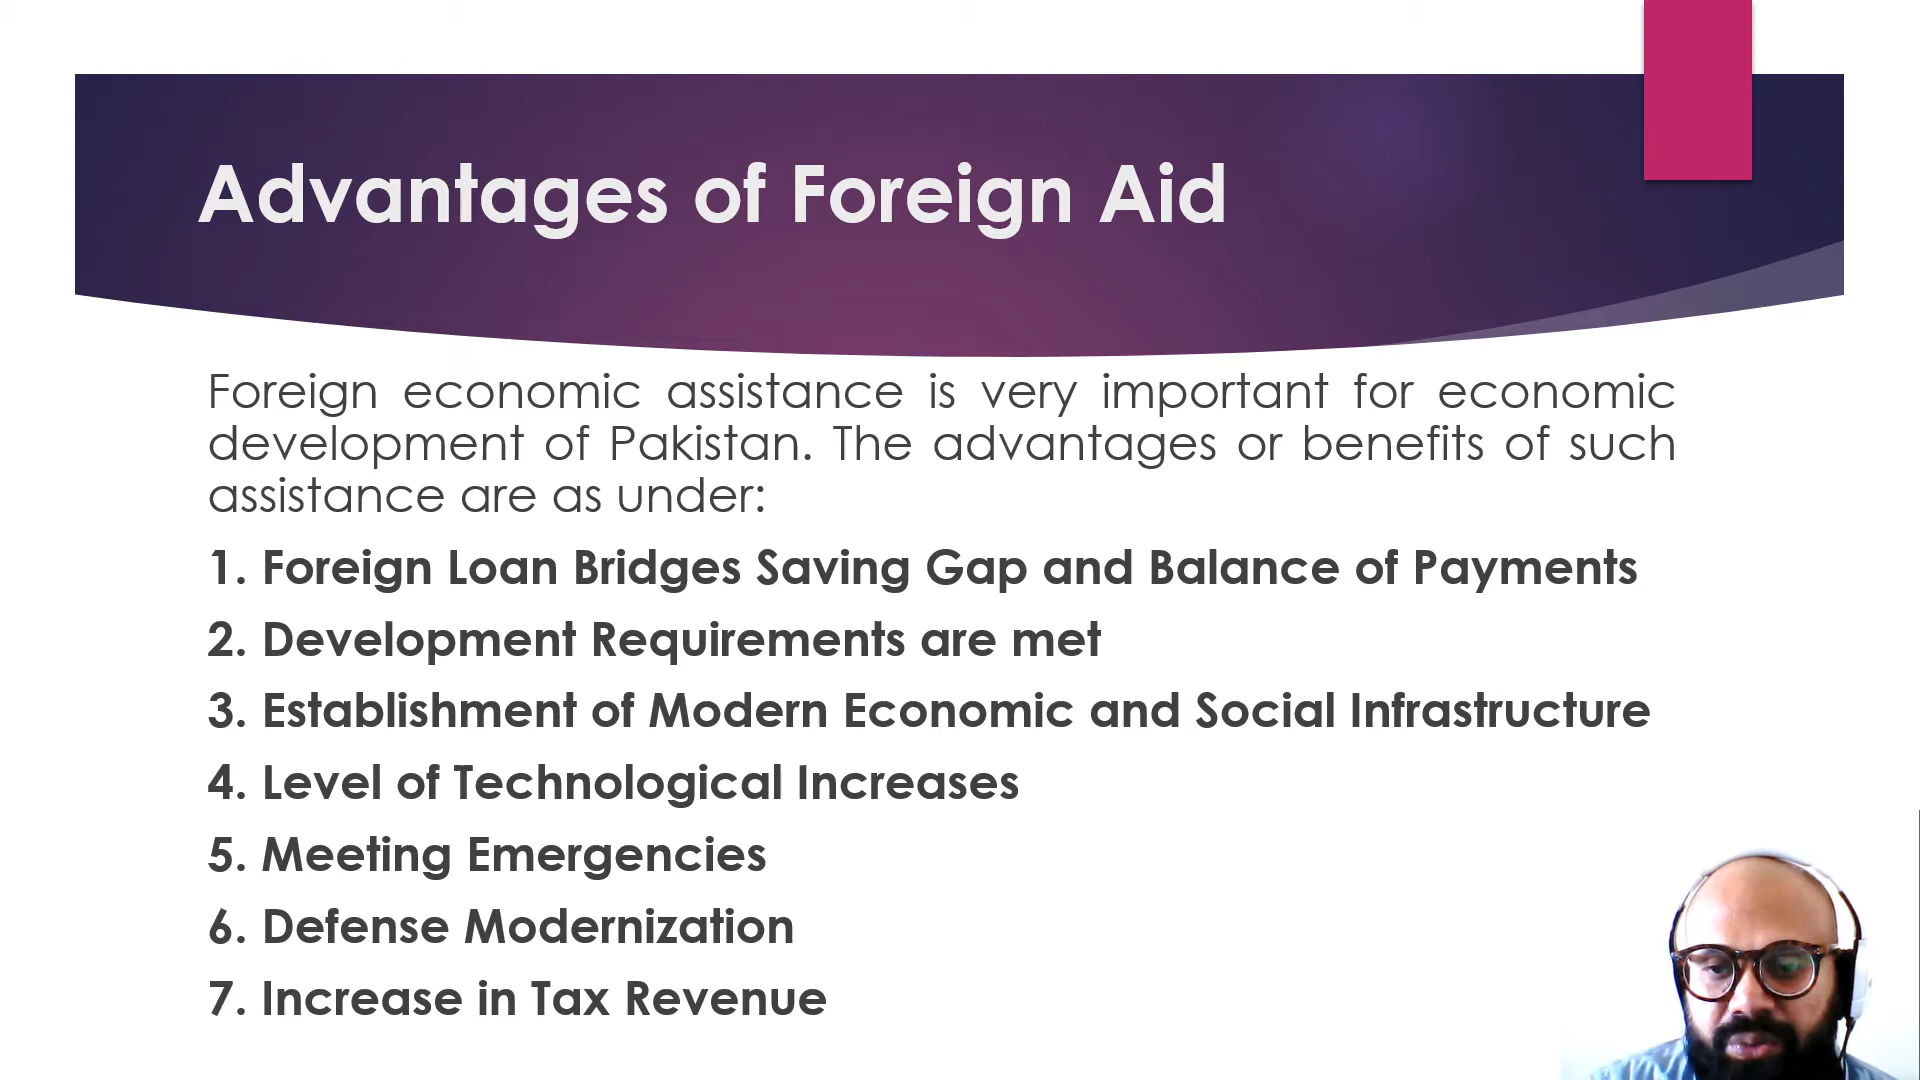 Advantages of Foreign Aid
Foreign economic assistance is very important for economic
development of Pakistan. The advantages or benefits of such
assistance are as under:
1. Foreign Loan Bridges Saving Gap and Balance of Payments
2. Development Requirements are met
3. Establishment of Modern Economic and Social Infrastructure
4. Level of Technological Increases
5. Meeting Emergencies
6. Defense Modernization
7. Increase in Tax Revenue